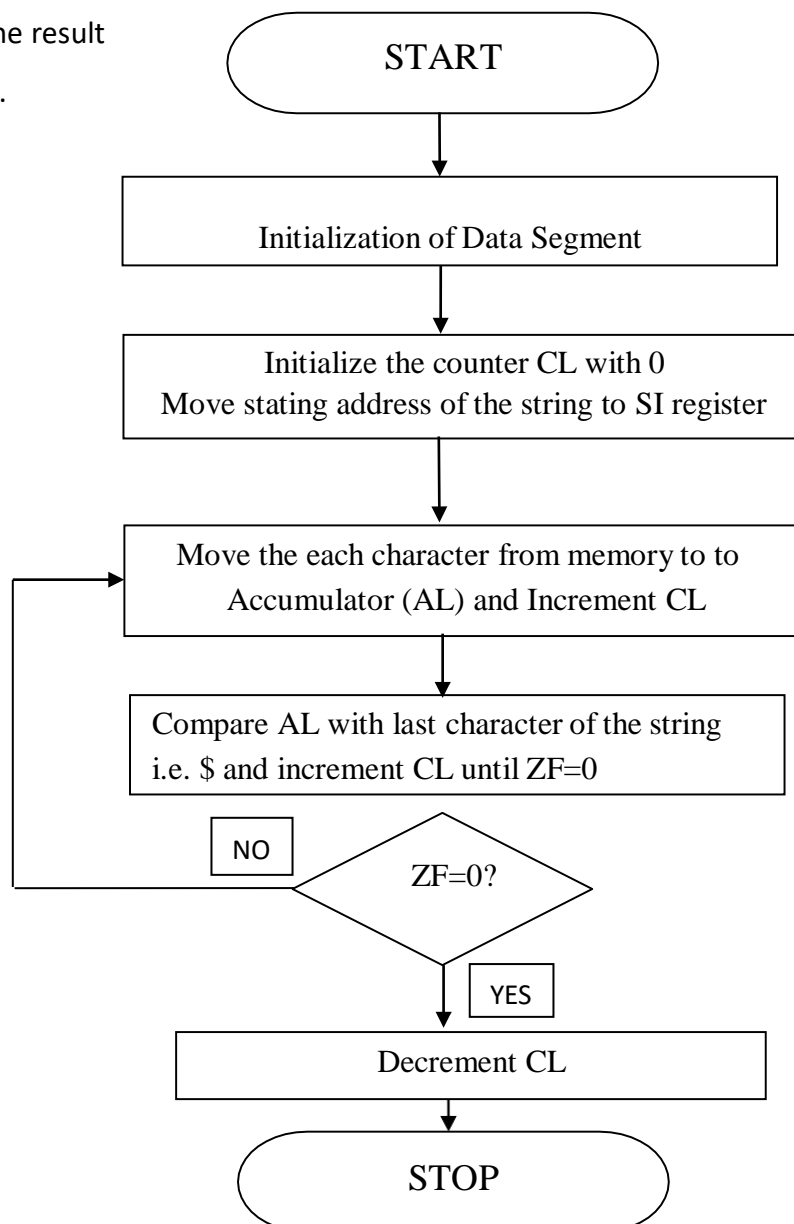 he result
.
START
Initialization of Data Segment
Initialize the counter CL with 0
Move stating address of the string to SI register
Move the each character from memory to to
Accumulator (AL) and Increment CL
Compare AL with last character of the string
i.e. $ and increment CL until ZF=0
NO
ZF=0?
YES
Decrement CL
STOP